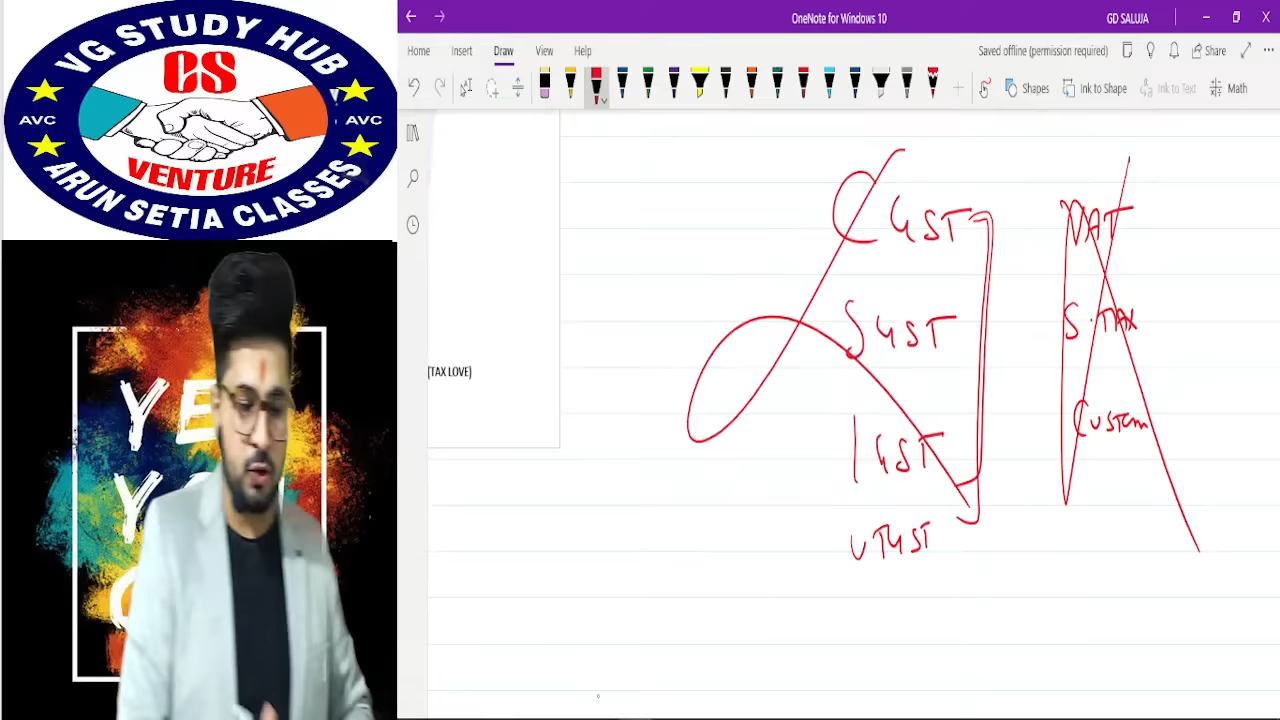 VG STUDY HUB
CS
AVC
AVC
VENTURE
ARUN SETIA CLASSES
YE
Y
OneNote for Windows 10
GD SALUJA
Home
Insert
Draw
View
Help
Saved offline (permission required)
Share
Shapes
Ink to Shape
Ink to Text
Math
(TAX LOVE)
CGST
SGST
IGST
UTGST
VAT
S.TAX
Custom